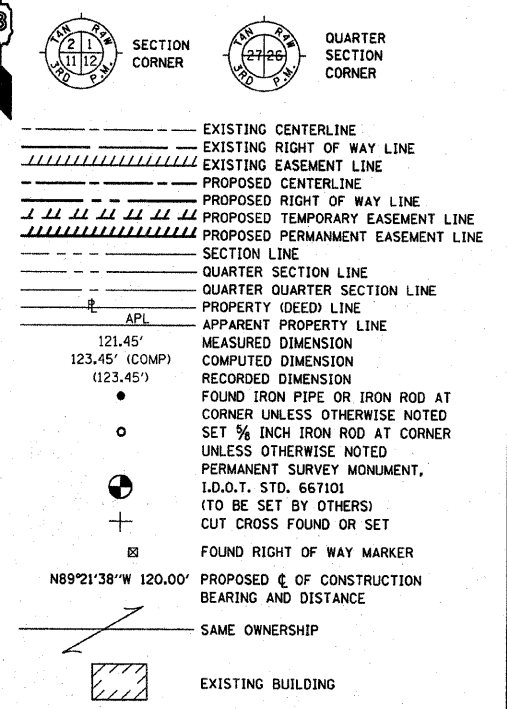 T4N R4W
2 1
11 12
3RD P.M.
SECTION
CORNER
T4N R4W
27 26
3RD P.M.
QUARTER
SECTION
CORNER
EXISTING CENTERLINE
EXISTING RIGHT OF WAY LINE
EXISTING EASEMENT LINE
PROPOSED CENTERLINE
PROPOSED RIGHT OF WAY LINE
PROPOSED TEMPORARY EASEMENT LINE
PROPOSED PERMANMENT EASEMENT LINE
SECTION LINE
QUARTER SECTION LINE
QUARTER QUARTER SECTION LINE
PROPERTY (DEED) LINE
APL APPARENT PROPERTY LINE
121.45' MEASURED DIMENSION
123.45' (COMP) COMPUTED DIMENSION
(123.45') RECORDED DIMENSION
FOUND IRON PIPE OR IRON ROD AT
CORNER UNLESS OTHERWISE NOTED
SET 5/8 INCH IRON ROD AT CORNER
UNLESS OTHERWISE NOTED
PERMANENT SURVEY MONUMENT,
I.D.O.T. STD. 667101
(TO BE SET BY OTHERS)
CUT CROSS FOUND OR SET
FOUND RIGHT OF WAY MARKER
N89°21'38"W 120.00' PROPOSED ℄ OF CONSTRUCTION
BEARING AND DISTANCE
SAME OWNERSHIP
EXISTING BUILDING